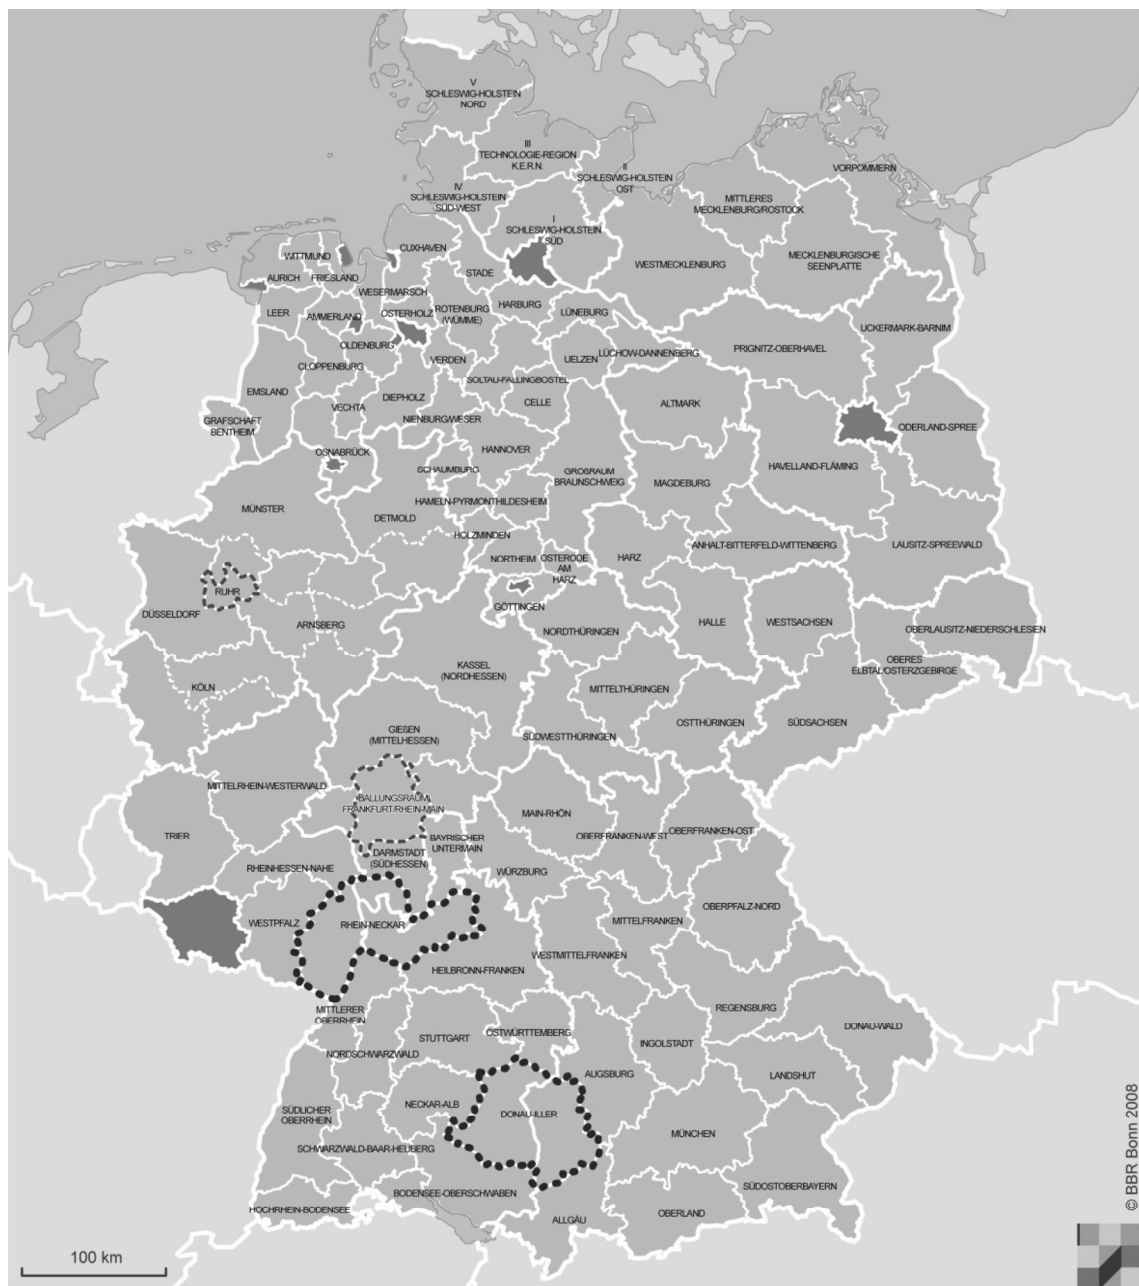 V
SCHLESWIG-HOLSTEIN
NORD
III
TECHNOLOGIE-REGION
K.E.R.N.
II
SCHLESWIG-HOLSTEIN
OST
IV
SCHLESWIG-HOLSTEIN
SÜD-WEST
I
SCHLESWIG-HOLSTEIN
SÜD
VORPOMMERN
MITTLERES
MECKLENBURG/ROSTOCK
MECKLENBURGISCHE
SEENPLATTE
WESTMECKLENBURG
CUXHAVEN
WITTMUND
AURICH
FRIESLAND
STADE
WESERMARSCH
LEER
AMMERLAND
OSTERHOLZ
ROTENBURG
(WÜMME)
HARBURG
LÜNEBURG
UCKERMARK-BARNIM
OLDENBURG
CLOPPENBURG
VERDEN
UELZEN
LÜCHOW-DANNENBERG
PRIGNITZ-OBERHAVEL
SOLTAU-FALLINGBOSTEL
EMSLAND
VECHTA
DIEPHOLZ
CELLE
ALTMARK
NIENBURG/WESER
GRAFSCHAFT
BENTHEIM
ODERLAND-SPREE
OSNABRÜCK
HANNOVER
HAVELLAND-FLÄMING
SCHAUMBURG
GROßRAUM
BRAUNSCHWEIG
MAGDEBURG
HAMELN-PYRMONT
HILDESHEIM
MÜNSTER
DETMOLD
HOLZMINDEN
ANHALT-BITTERFELD-WITTENBERG
LAUSITZ-SPREEWALD
NORTHEIM
OSTERODE
AM
HARZ
HARZ
RUHR
GÖTTINGEN
DÜSSELDORF
ARNSBERG
NORDTHÜRINGEN
HALLE
WESTSACHSEN
OBERLAUSITZ-NIEDERSCHLESIEN
OBERES
ELBTAL/OSTERZGEBIRGE
KASSEL
(NORDHESSEN)
KÖLN
MITTELTHÜRINGEN
OSTTHÜRINGEN
SÜDSACHSEN
GIEßEN
(MITTELHESSEN)
SÜDWESTTHÜRINGEN
MITTELRHEIN-WESTERWALD
BALLUNGSRAUM
FRANKFURT/RHEIN-MAIN
MAIN-RHÖN
TRIER
OBERFRANKEN-WEST
OBERFRANKEN-OST
BAYRISCHER
UNTERMAIN
DARMSTADT
(SÜDHESSEN)
RHEINHESSEN-NAHE
WÜRZBURG
OBERPFALZ-NORD
WESTPFALZ
RHEIN-NECKAR
MITTELFRANKEN
WESTMITTELFRANKEN
HEILBRONN-FRANKEN
MITTLERER
OBERRHEIN
REGENSBURG
DONAU-WALD
STUTTGART
OSTWÜRTTEMBERG
INGOLSTADT
NORDSCHWARZWALD
AUGSBURG
LANDSHUT
NECKAR-ALB
DONAU-ILLER
SÜDLICHER
OBERRHEIN
MÜNCHEN
SCHWARZWALD-BAAR-HEUBERG
SÜDOSTOBERBAYERN
BODENSEE-OBERSCHWABEN
HOCHRHEIN-BODENSEE
ALLGÄU
OBERLAND
100 km
© BBR Bonn 2008